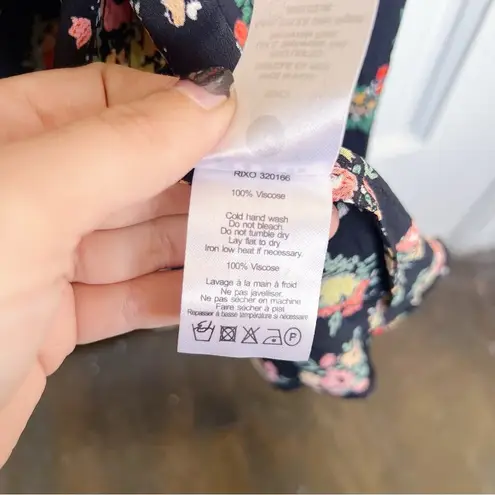 RIXO 320166
100% Viscose
Cold hand wash
Do not bleach
Do not tumble dry
Lay flat to dry
Iron low heat if necessary.
100% Viscose
Lavage à la main à froid
Ne pas javelliser.
Ne pas sécher en machine
Faire sécher à plat
Repasser à basse température si nécessaire
P